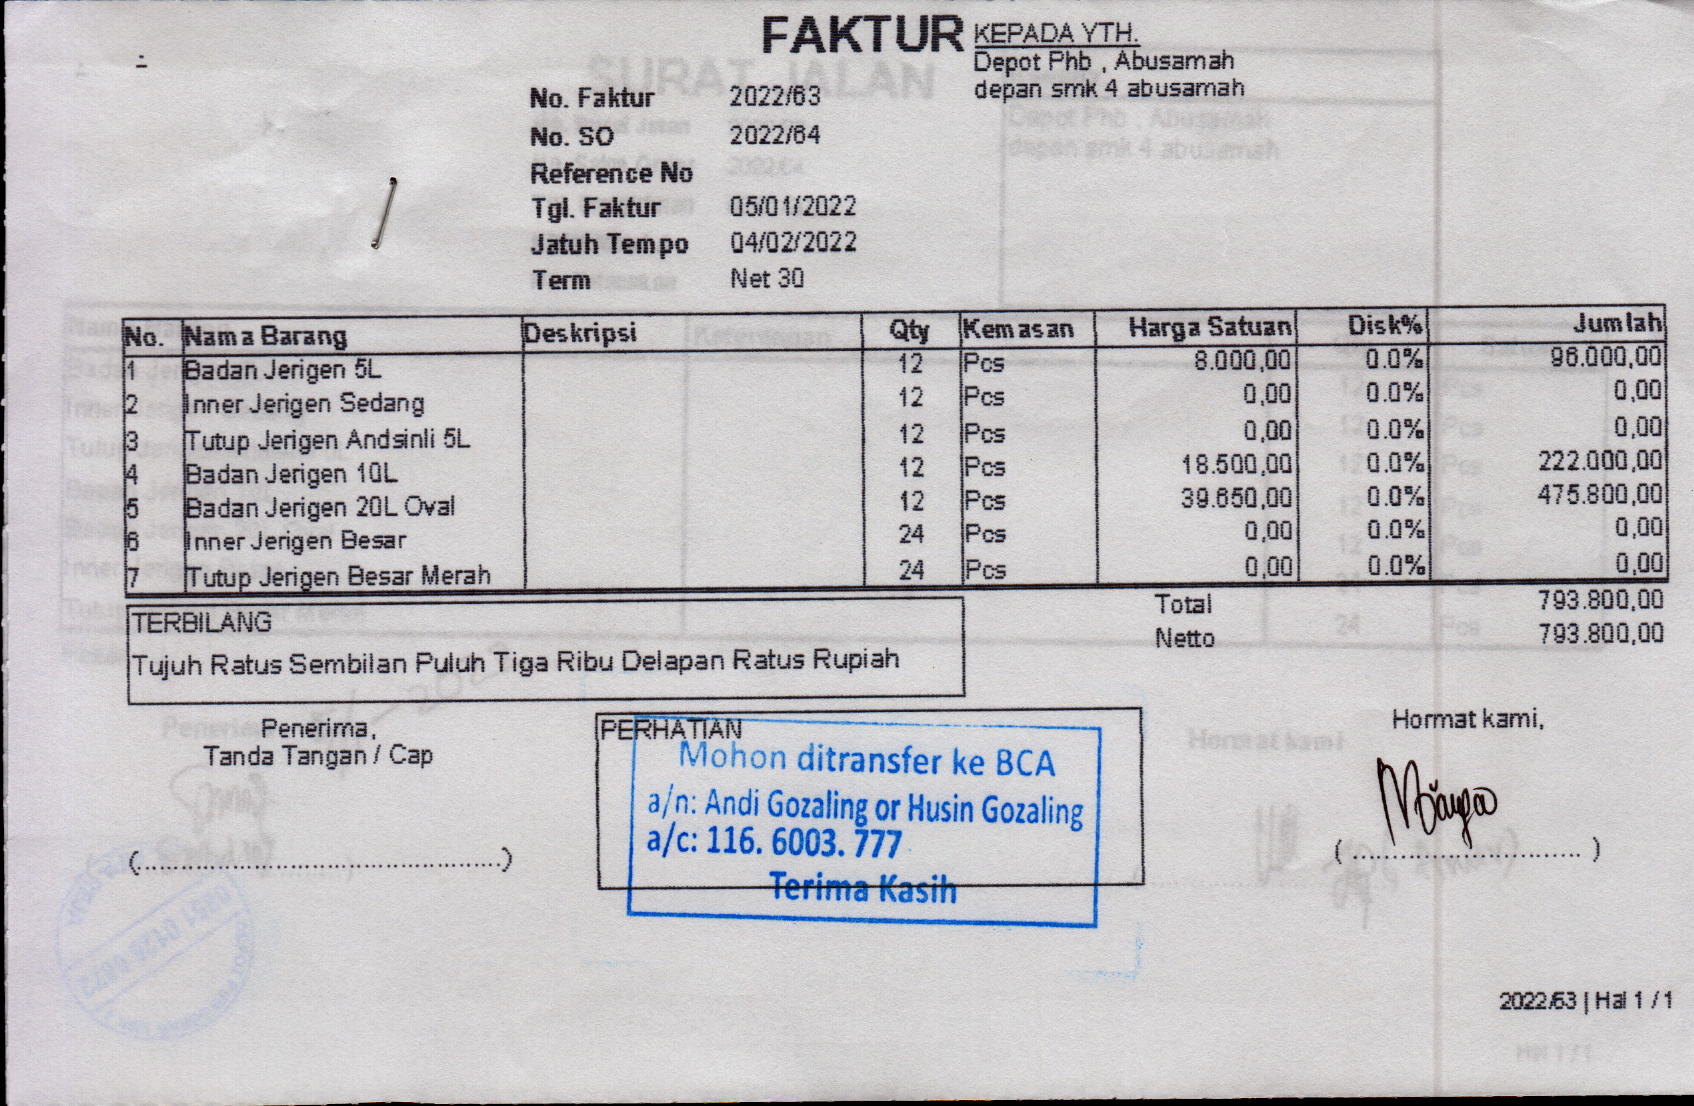 FAKTUR
KEPADA YTH.
Depot Phb , Abusamah
depan smk 4 abusamah
No. Faktur 2022/63
No. SO 2022/64
Reference No
Tgl. Faktur 05/01/2022
Jatuh Tempo 04/02/2022
Term Net 30
No. Nama Barang Deskripsi Qty Kemasan Harga Satuan Disk% Jumlah
1 Badan Jerigen 5L 12 Pcs 8.000,00 0.0% 96.000,00
2 Inner Jerigen Sedang 12 Pcs 0,00 0.0% 0,00
3 Tutup Jerigen Andsinli 5L 12 Pcs 0,00 0.0% 0,00
4 Badan Jerigen 10L 12 Pcs 18.500,00 0.0% 222.000,00
5 Badan Jerigen 20L Oval 12 Pcs 39.650,00 0.0% 475.800,00
6 Inner Jerigen Besar 24 Pcs 0,00 0.0% 0,00
7 Tutup Jerigen Besar Merah 24 Pcs 0,00 0.0% 0,00
Total 793.800,00
Netto 793.800,00
TERBILANG
Tujuh Ratus Sembilan Puluh Tiga Ribu Delapan Ratus Rupiah
Penerima,
Tanda Tangan / Cap
(........................................)
PERHATIAN
Mohon ditransfer ke BCA
a/n: Andi Gozaling or Husin Gozaling
a/c: 116. 6003. 777
Terima Kasih
Hormat kami,
(..........................)
2022/63 | Hal 1 / 1